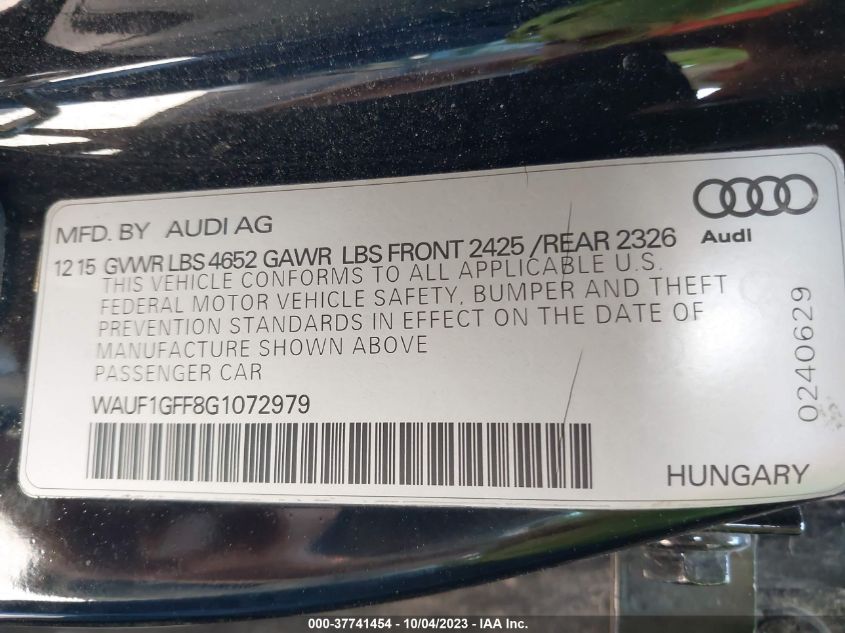 MFD. BY AUDI AG
Audi
12 15 GVWR LBS 4652 GAWR LBS FRONT 2425 /REAR 2326
THIS VEHICLE CONFORMS TO ALL APPLICABLE U.S.
FEDERAL MOTOR VEHICLE SAFETY, BUMPER AND THEFT
PREVENTION STANDARDS IN EFFECT ON THE DATE OF
MANUFACTURE SHOWN ABOVE
PASSENGER CAR
WAUF1GFF8G1072979
0240629
HUNGARY
000-37741454 - 10/04/2023 - IAA Inc.